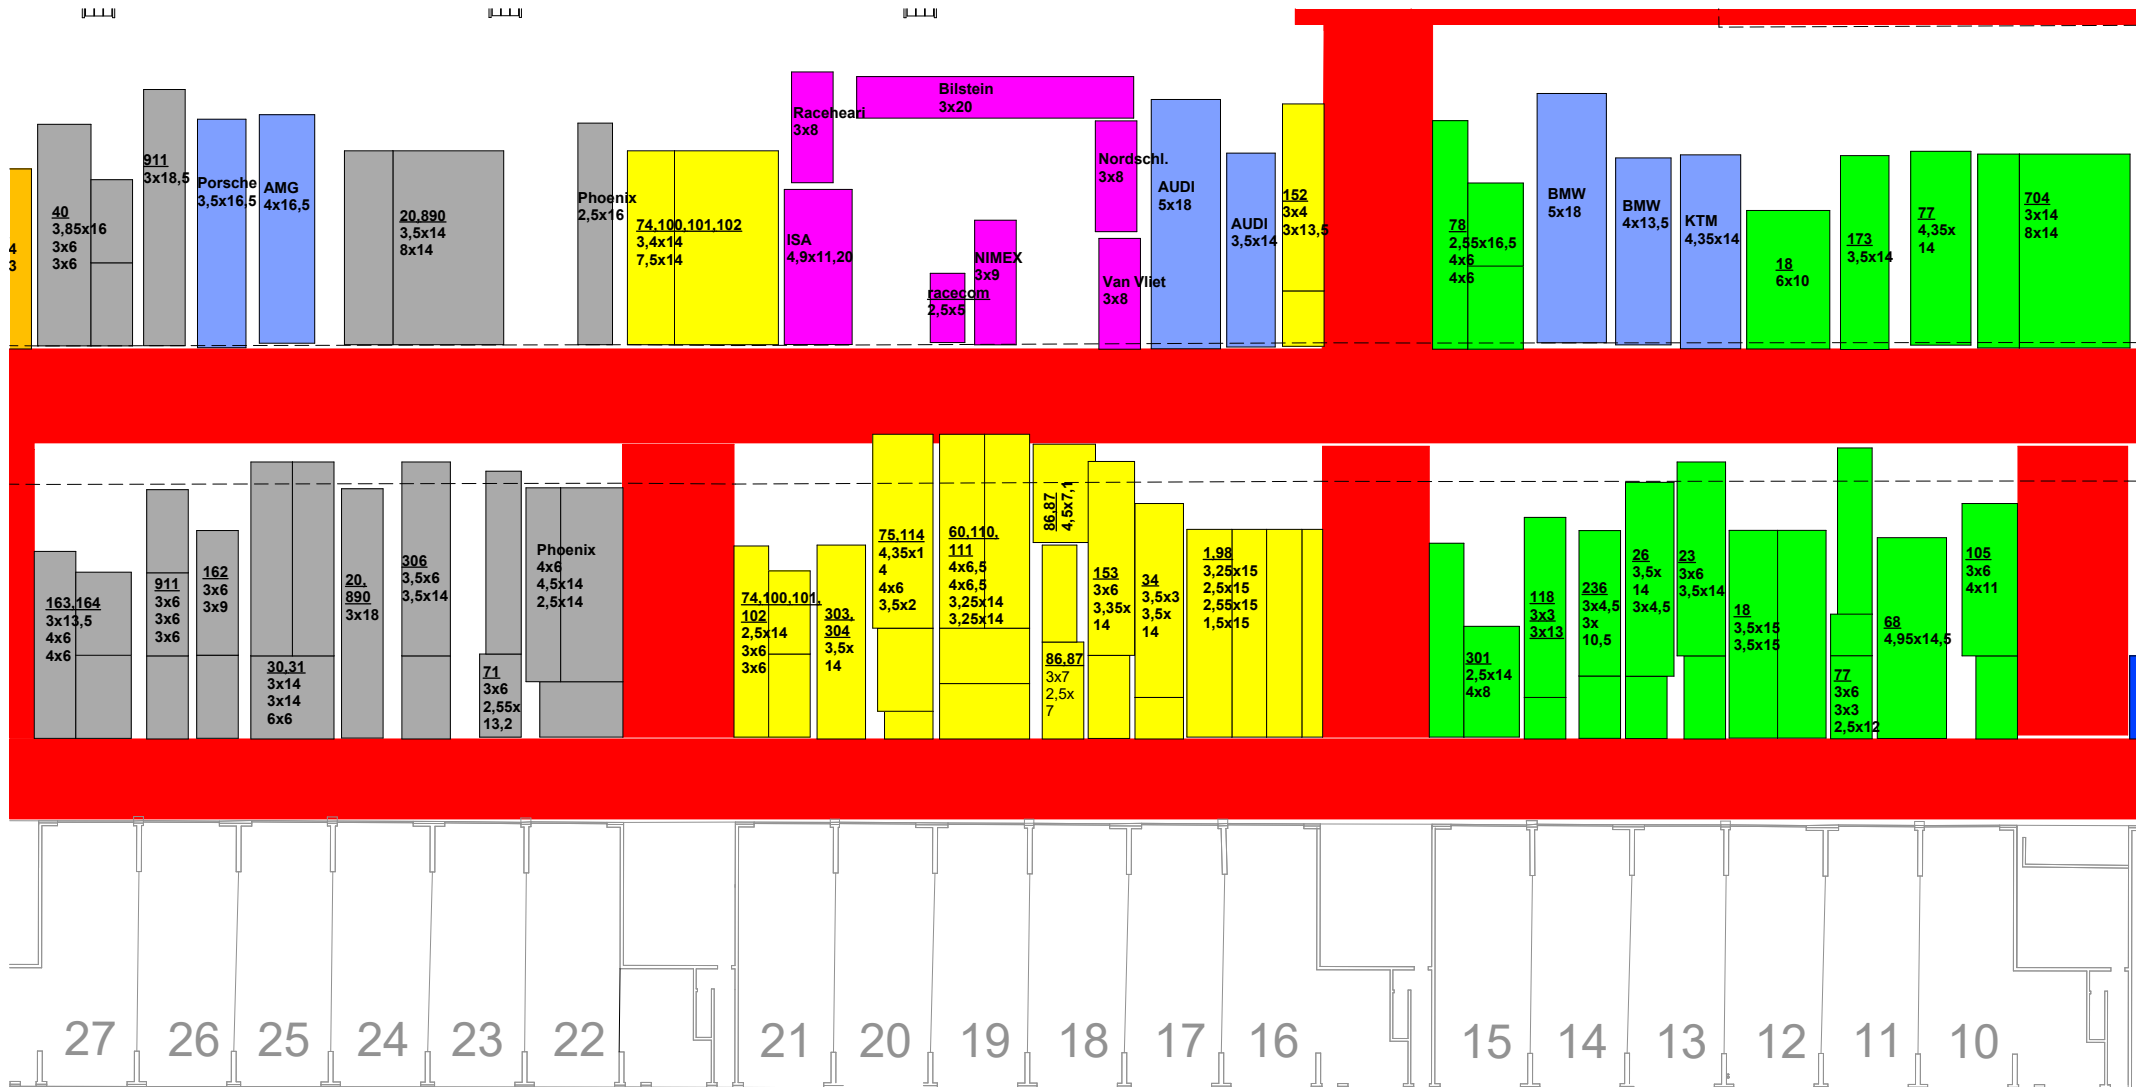 4
3
40
3,85x16
3x6
3x6
911
3x18,5
Porsche
3,5x16,5
AMG
4x16,5
20,890
3,5x14
8x14
Phoenix
2,5x16
74,100,101,102
3,4x14
7,5x14
Raceheari
3x8
ISA
4,9x11,20
Bilstein
3x20
racecom
2,5x5
NIMEX
3x9
Nordschl.
3x8
Van Vliet
3x8
AUDI
5x18
AUDI
3,5x14
152
3x4
3x13,5
78
2,55x16,5
4x6
4x6
BMW
5x18
BMW
4x13,5
KTM
4,35x14
18
6x10
173
3,5x14
77
4,35x
14
704
3x14
8x14
163,164
3x13,5
4x6
4x6
911
3x6
3x6
3x6
162
3x6
3x9
30,31
3x14
3x14
6x6
20,
890
3x18
306
3,5x6
3,5x14
71
3x6
2,55x
13,2
Phoenix
4x6
4,5x14
2,5x14
74,100,101,
102
2,5x14
3x6
3x6
303,
304
3,5x
14
75,114
4,35x1
4
4x6
3,5x2
60,110,
111
4x6,5
4x6,5
3,25x14
3,25x14
86,87
4,5x7,1
86,87
3x7
2,5x
7
153
3x6
3,35x
14
34
3,5x3
3,5x
14
1,98
3,25x15
2,5x15
2,55x15
1,5x15
301
2,5x14
4x8
118
3x3
3x13
236
3x4,5
3x
10,5
26
3,5x
14
3x4,5
23
3x6
3,5x14
18
3,5x15
3,5x15
77
3x6
3x3
2,5x12
68
4,95x14,5
105
3x6
4x11
27
26
25
24
23
22
21
20
19
18
17
16
15
14
13
12
11
10